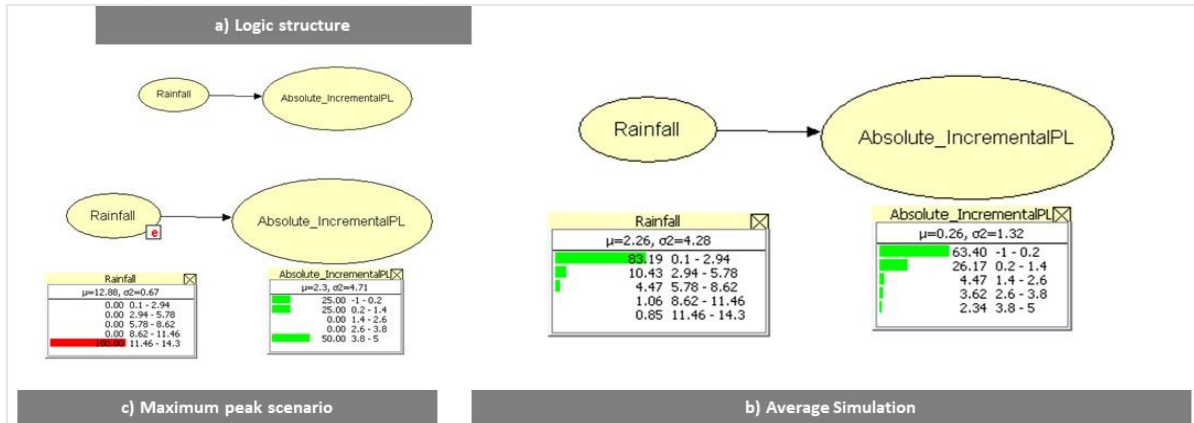 a) Logic structure
Rainfall
Absolute_IncrementalPL
Rainfall
e
Absolute_IncrementalPL
Rainfall
μ=12.88, σ2=0.67
0.00 0.1 - 2.94
0.00 2.94 - 5.78
0.00 5.78 - 8.62
0.00 8.62 - 11.46
100.00 11.46 - 14.3
Absolute_IncrementalPL
μ=2.3, σ2=4.71
25.00 -1 - 0.2
25.00 0.2 - 1.4
0.00 1.4 - 2.6
0.00 2.6 - 3.8
50.00 3.8 - 5
c) Maximum peak scenario
Rainfall
Absolute_IncrementalPL
Rainfall
μ=2.26, σ2=4.28
83.19 0.1 - 2.94
10.43 2.94 - 5.78
4.47 5.78 - 8.62
1.06 8.62 - 11.46
0.85 11.46 - 14.3
Absolute_IncrementalPL
μ=0.26, σ2=1.32
63.40 -1 - 0.2
26.17 0.2 - 1.4
4.47 1.4 - 2.6
3.62 2.6 - 3.8
2.34 3.8 - 5
b) Average Simulation